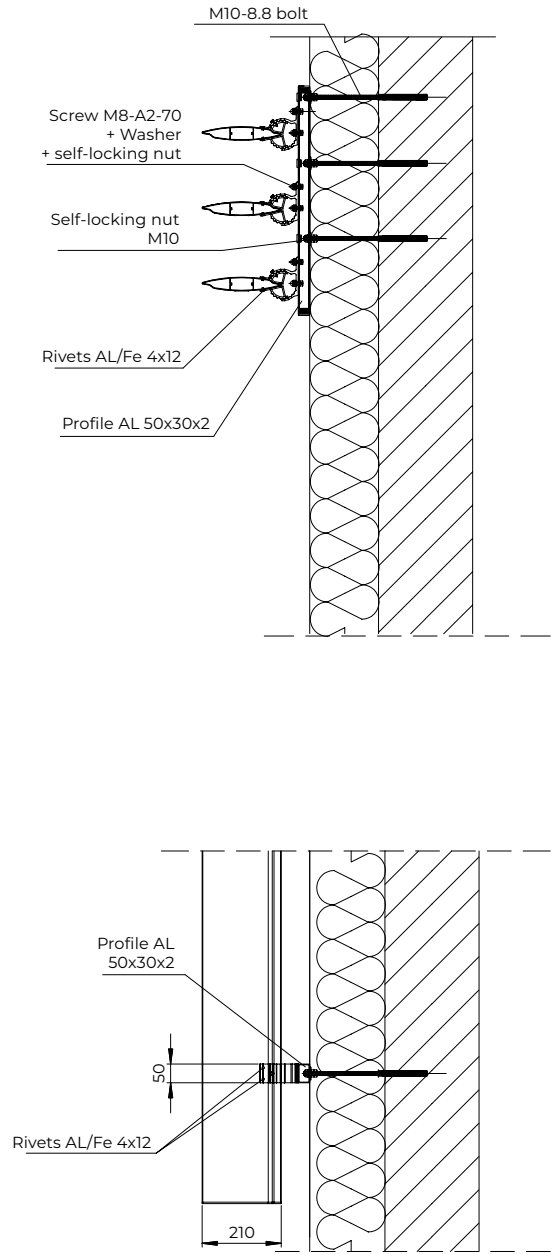 M10-8.8 bolt
Screw M8-A2-70
+ Washer
+ self-locking nut
Self-locking nut
M10
Rivets AL/Fe 4x12
Profile AL 50x30x2
Profile AL
50x30x2
50
Rivets AL/Fe 4x12
210